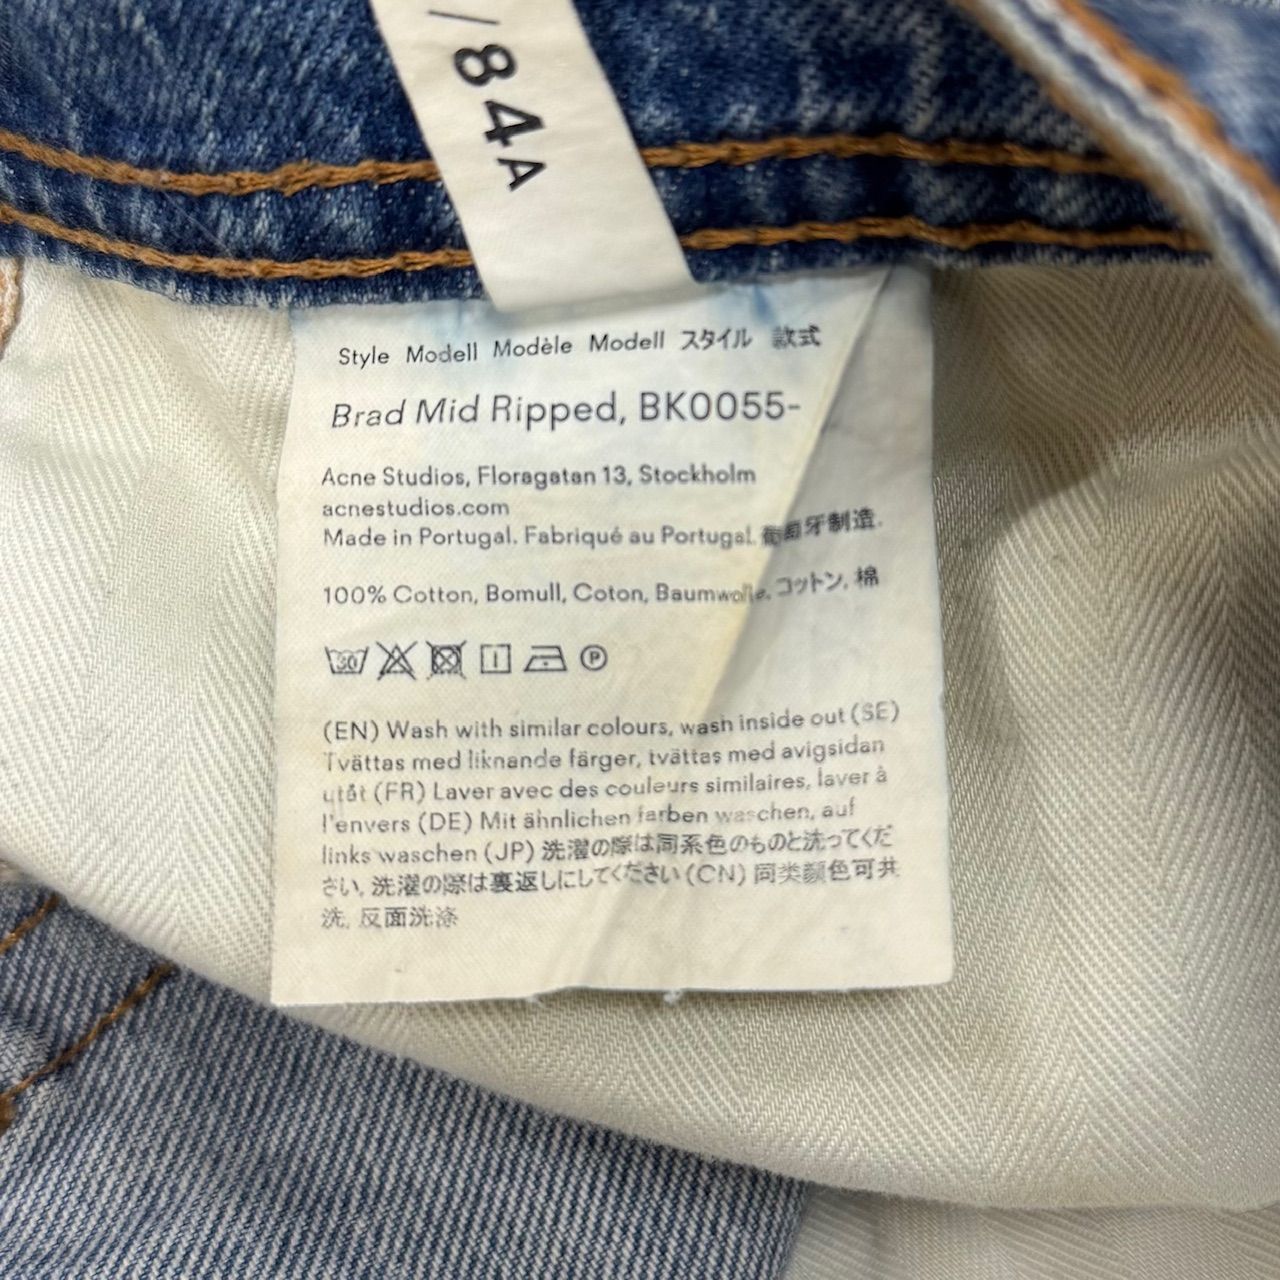 /84A
Style Modell Modèle Modell スタイル 款式
Brad Mid Ripped, BK0055-
Acne Studios, Floragatan 13, Stockholm
acnestudios.com
Made in Portugal. Fabriqué au Portugal. 葡萄牙制造.
100% Cotton, Bomull, Coton, Baumwolle, コットン, 棉
30 P
(EN) Wash with similar colours, wash inside out (SE)
Tvättas med liknande färger, tvättas med avigsidan
utåt (FR) Laver avec des couleurs similaires, laver à
l'envers (DE) Mit ähnlichen farben waschen, auf
links waschen (JP) 洗濯の際は同系色のものと洗ってくだ
さい, 洗濯の際は裏返しにしてください (CN) 同类颜色可共
洗, 反面洗涤